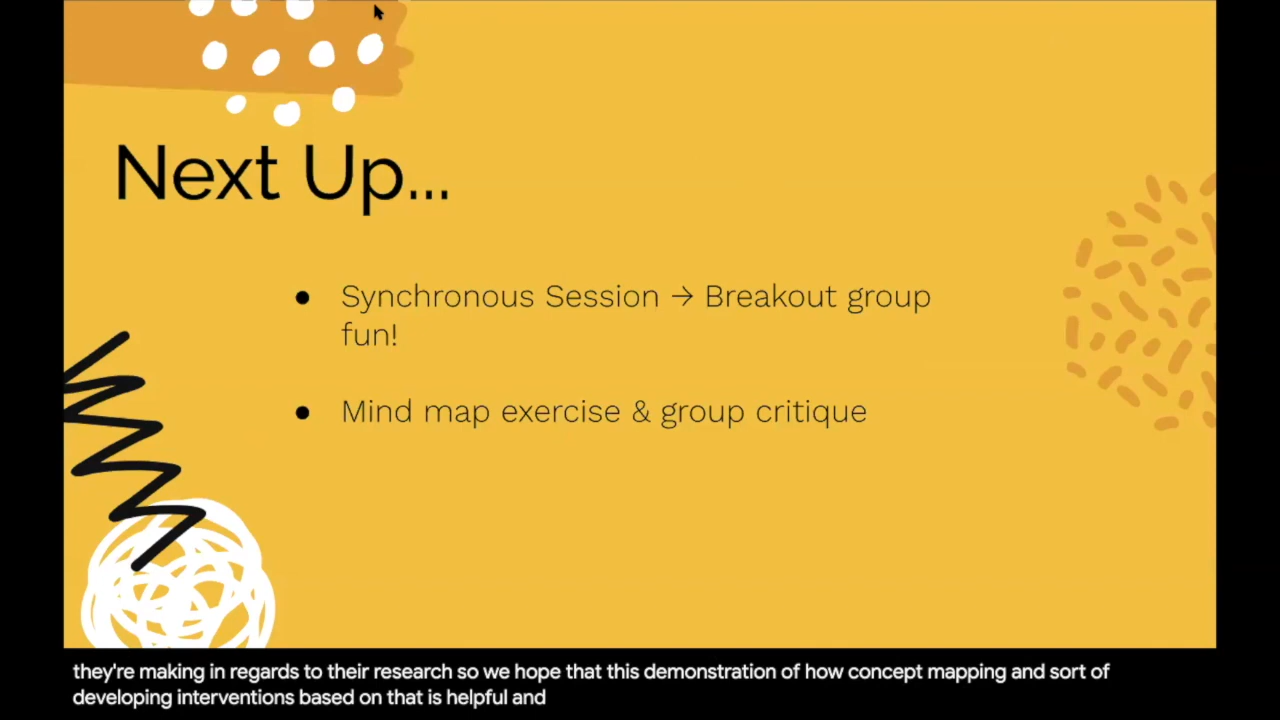 Next Up...
● Synchronous Session → Breakout group
fun!
● Mind map exercise & group critique
they're making in regards to their research so we hope that this demonstration of how concept mapping and sort of
developing interventions based on that is helpful and